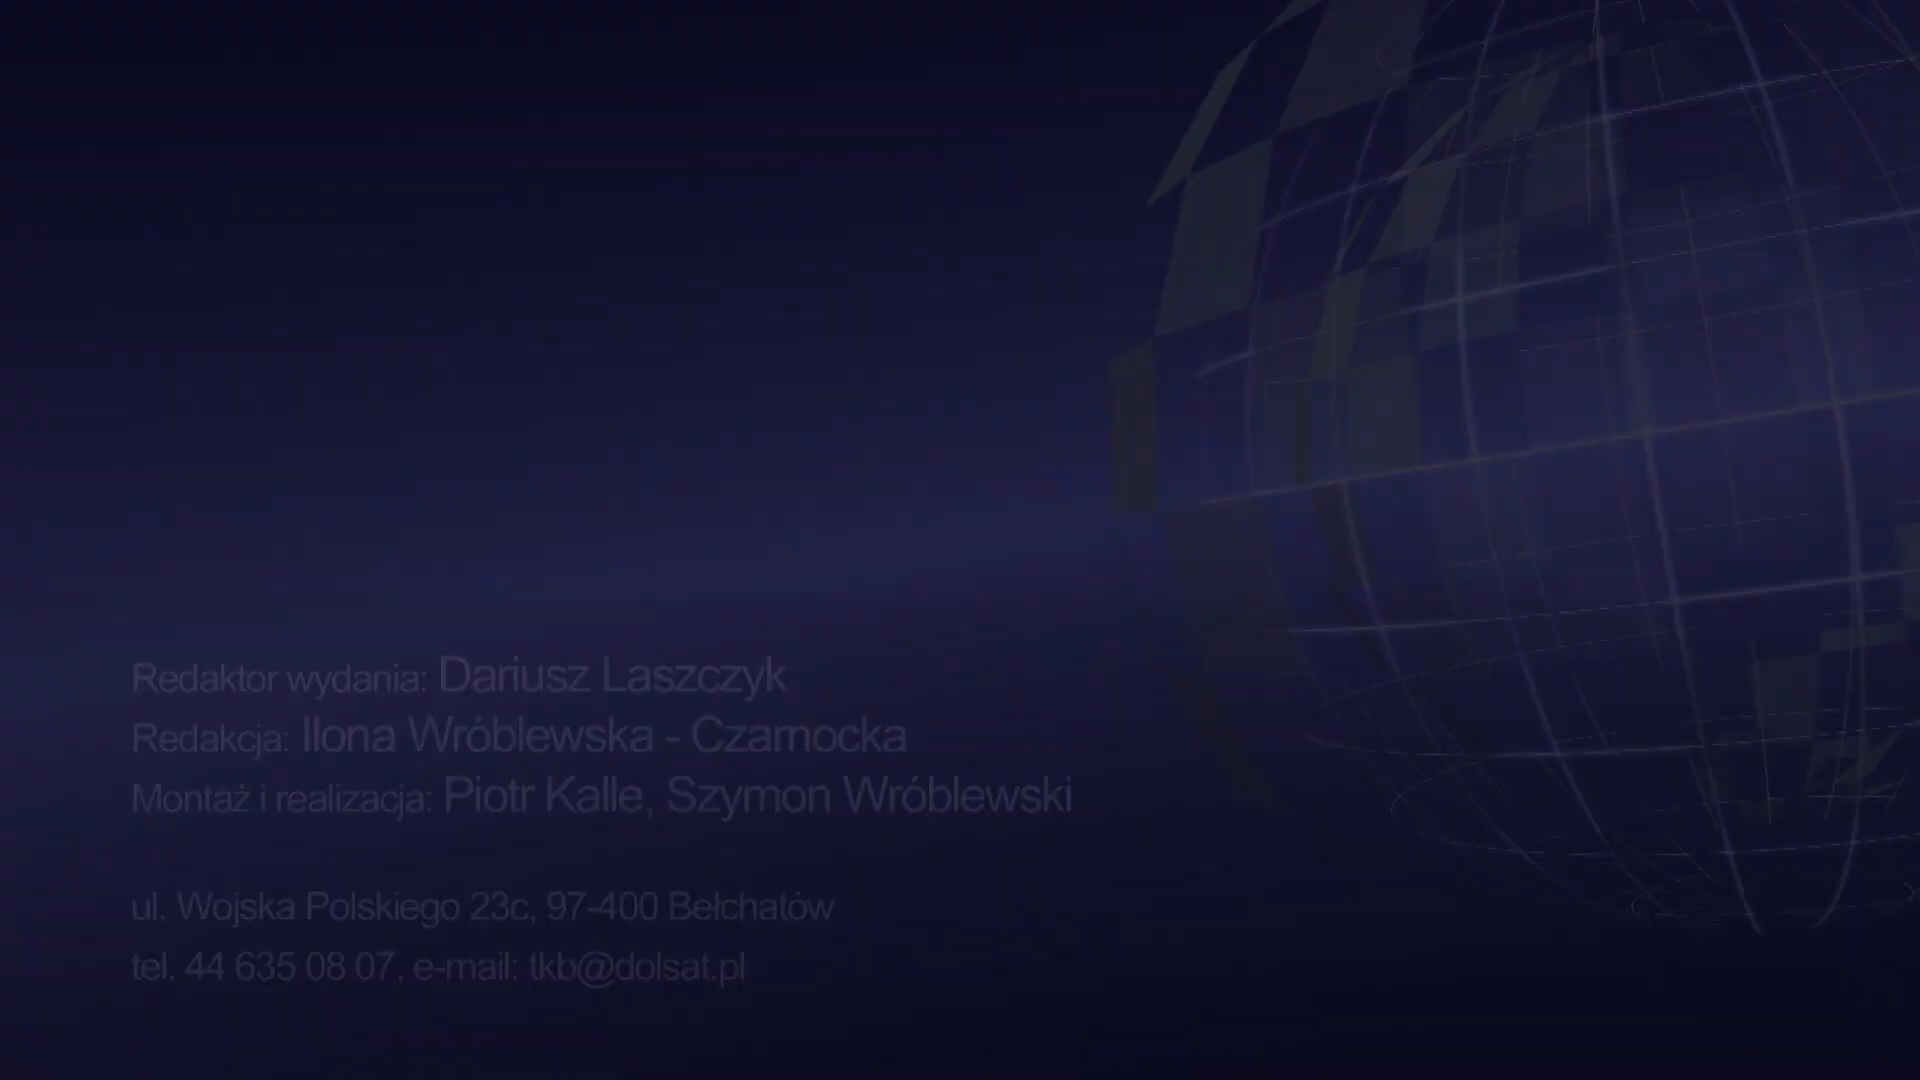 Redaktor wydania: Dariusz Laszczyk
Redakcja: Ilona Wróblewska - Czarnocka
Montaż i realizacja: Piotr Kalle, Szymon Wróblewski
ul. Wojska Polskiego 23c, 97-400 Bełchatów
tel. 44 635 08 07, e-mail: tkb@dolsat.pl